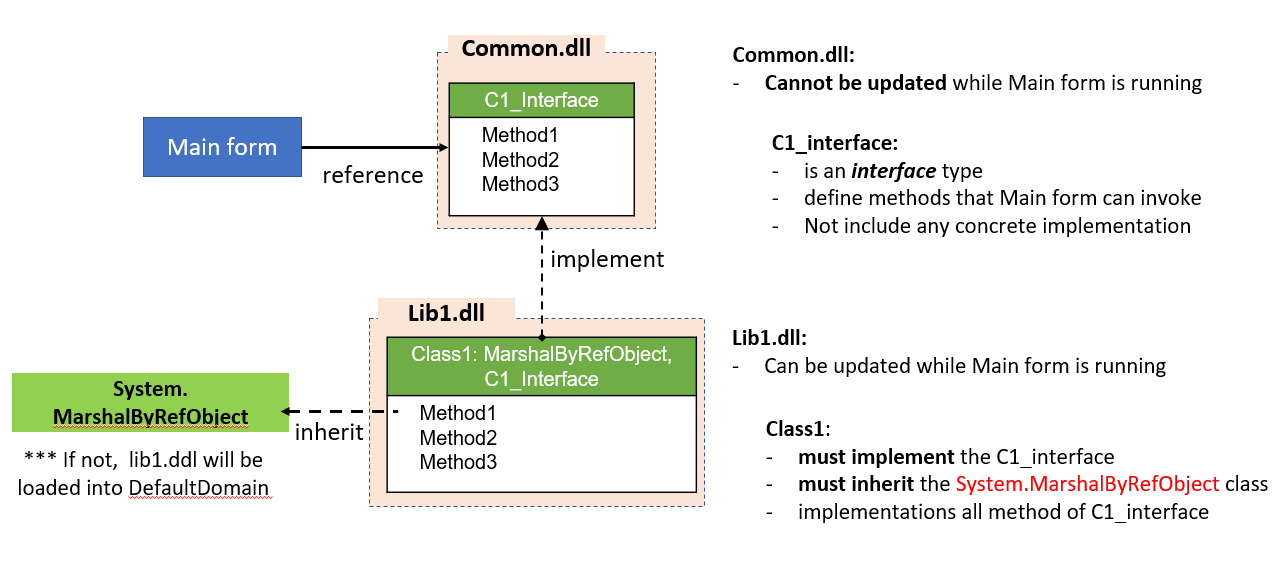 Common.dll
C1_Interface
Method1
Method2
Method3
Main form
reference
implement
Lib1.dll
Class1: MarshalByRefObject,
C1_Interface
Method1
Method2
Method3
System.
MarshalByRefObject
inherit
*** If not, lib1.ddl will be
loaded into DefaultDomain
Common.dll:
- Cannot be updated while Main form is running
C1_interface:
- is an interface type
- define methods that Main form can invoke
- Not include any concrete implementation
Lib1.dll:
- Can be updated while Main form is running
Class1:
- must implement the C1_interface
- must inherit the System.MarshalByRefObject class
- implementations all method of C1_interface